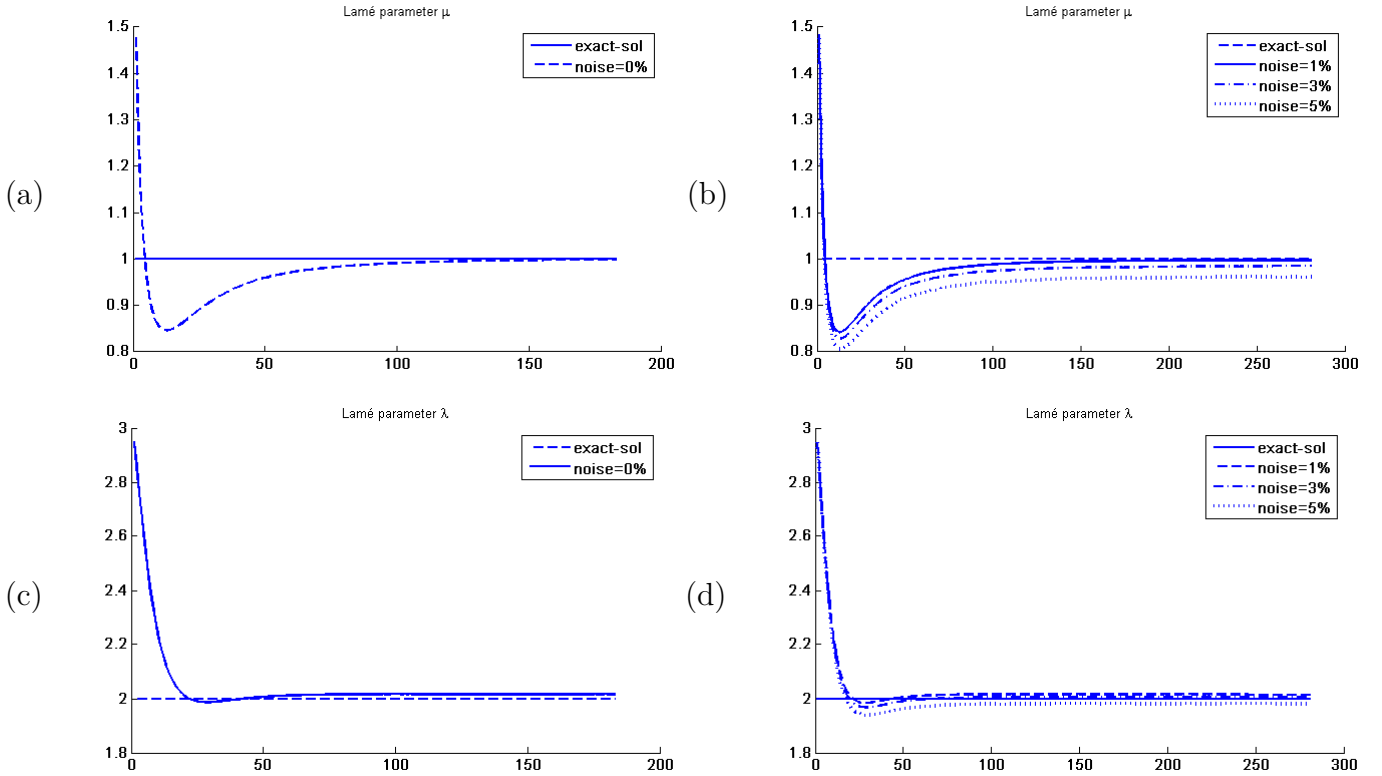 (a)
Lamé parameter μ
exact-sol
noise=0%
1.5
1.4
1.3
1.2
1.1
1
0.9
0.8
0 50 100 150 200
(b)
Lamé parameter μ
exact-sol
noise=1%
noise=3%
noise=5%
1.5
1.4
1.3
1.2
1.1
1
0.9
0.8
0 50 100 150 200 250 300
(c)
Lamé parameter λ
exact-sol
noise=0%
3
2.8
2.6
2.4
2.2
2
1.8
0 50 100 150 200
(d)
Lamé parameter λ
exact-sol
noise=1%
noise=3%
noise=5%
3
2.8
2.6
2.4
2.2
2
1.8
0 50 100 150 200 250 300